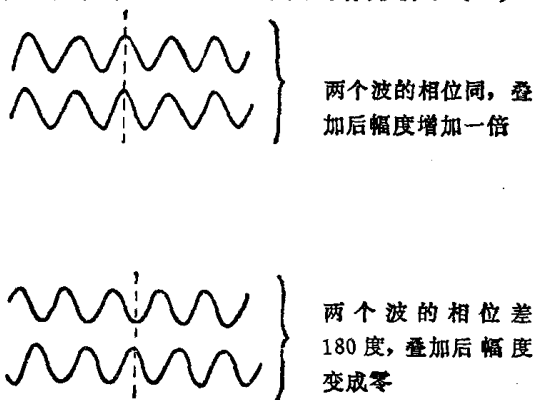 两个波的相位同，叠
加后幅度增加一倍
两个波的相位差
180度，叠加后幅度
变成零